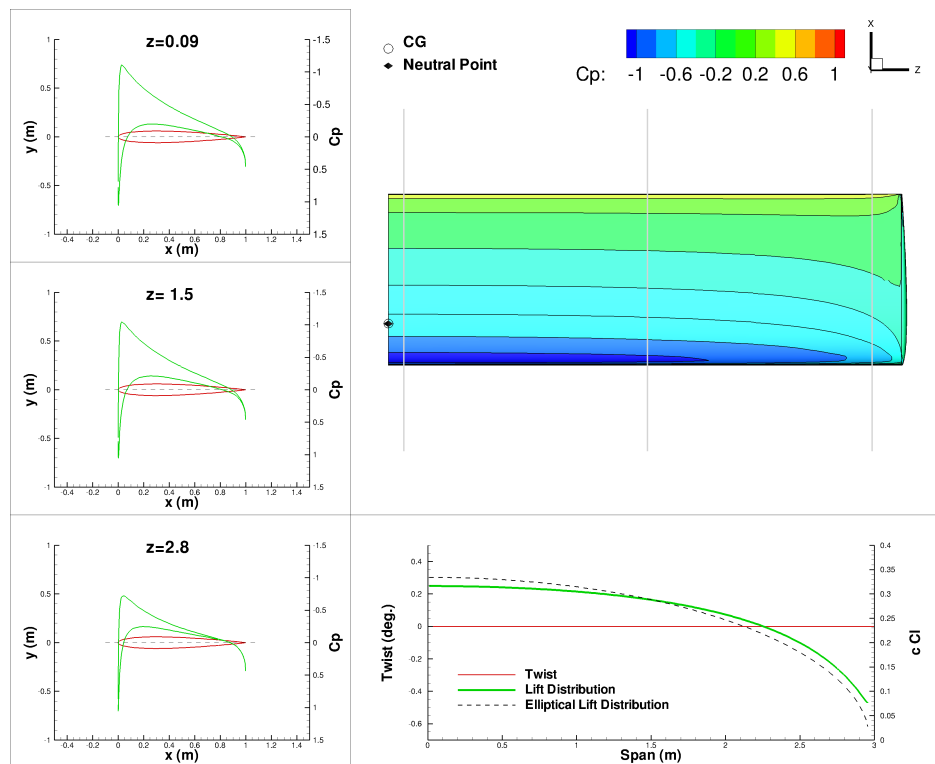 z=0.09
1
0.5
0
-0.5
-1
y (m)
-1.5
-1
-0.5
0
0.5
1
1.5
Cp
-0.4 -0.2 0 0.2 0.4 0.6 0.8 1 1.2 1.4
x (m)
z= 1.5
1
0.5
0
-0.5
-1
y (m)
-1.5
-1
-0.5
0
0.5
1
1.5
Cp
-0.4 -0.2 0 0.2 0.4 0.6 0.8 1 1.2 1.4
x (m)
z=2.8
1
0.5
0
-0.5
-1
y (m)
-1.5
-1
-0.5
0
0.5
1
1.5
Cp
-0.4 -0.2 0 0.2 0.4 0.6 0.8 1 1.2 1.4
x (m)
CG
Neutral Point
Cp: -1 -0.6 -0.2 0.2 0.6 1
X
Z
0.4
0.2
0
-0.2
-0.4
-0.6
Twist (deg.)
0.4
0.35
0.3
0.25
0.2
0.15
0.1
0.05
0
c Cl
Twist
Lift Distribution
Elliptical Lift Distribution
0 0.5 1 1.5 2 2.5 3
Span (m)